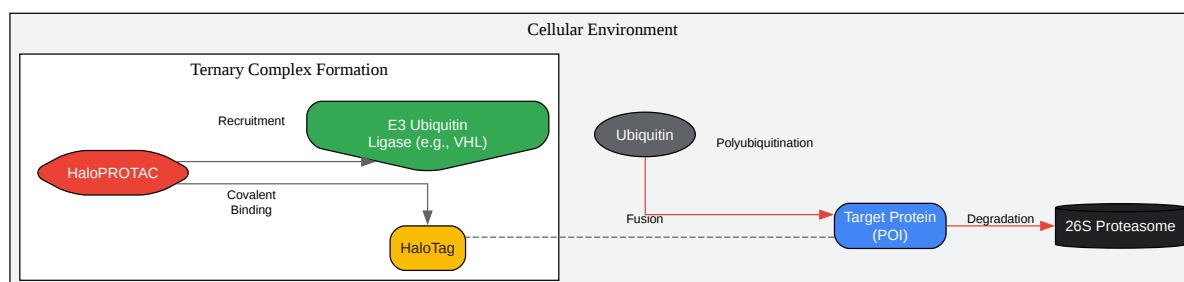 Cellular Environment
Ternary Complex Formation
Recruitment
E3 Ubiquitin
Ligase (e.g., VHL)
HaloPROTAC
Covalent
Binding
HaloTag
Ubiquitin
Polyubiquitination
Fusion
Target Protein
(POI)
Degradation
26S Proteasome